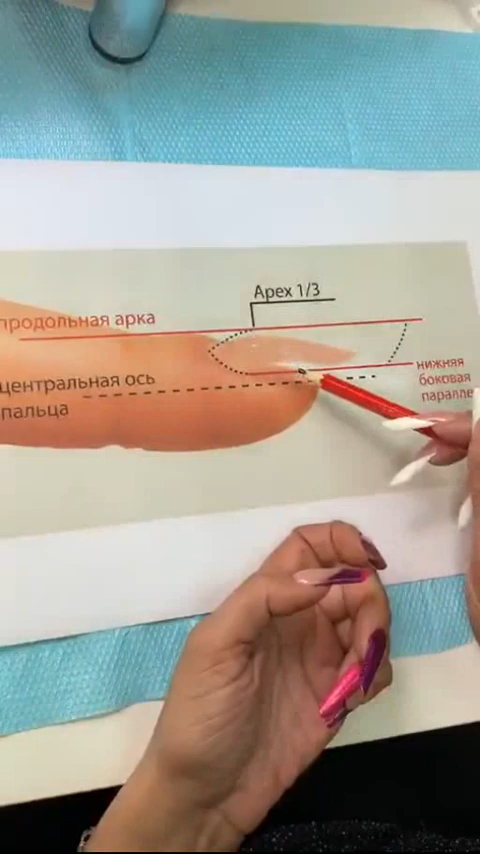 Apex 1/3
продольная арка
центральная ось
пальца
нижняя
боковая